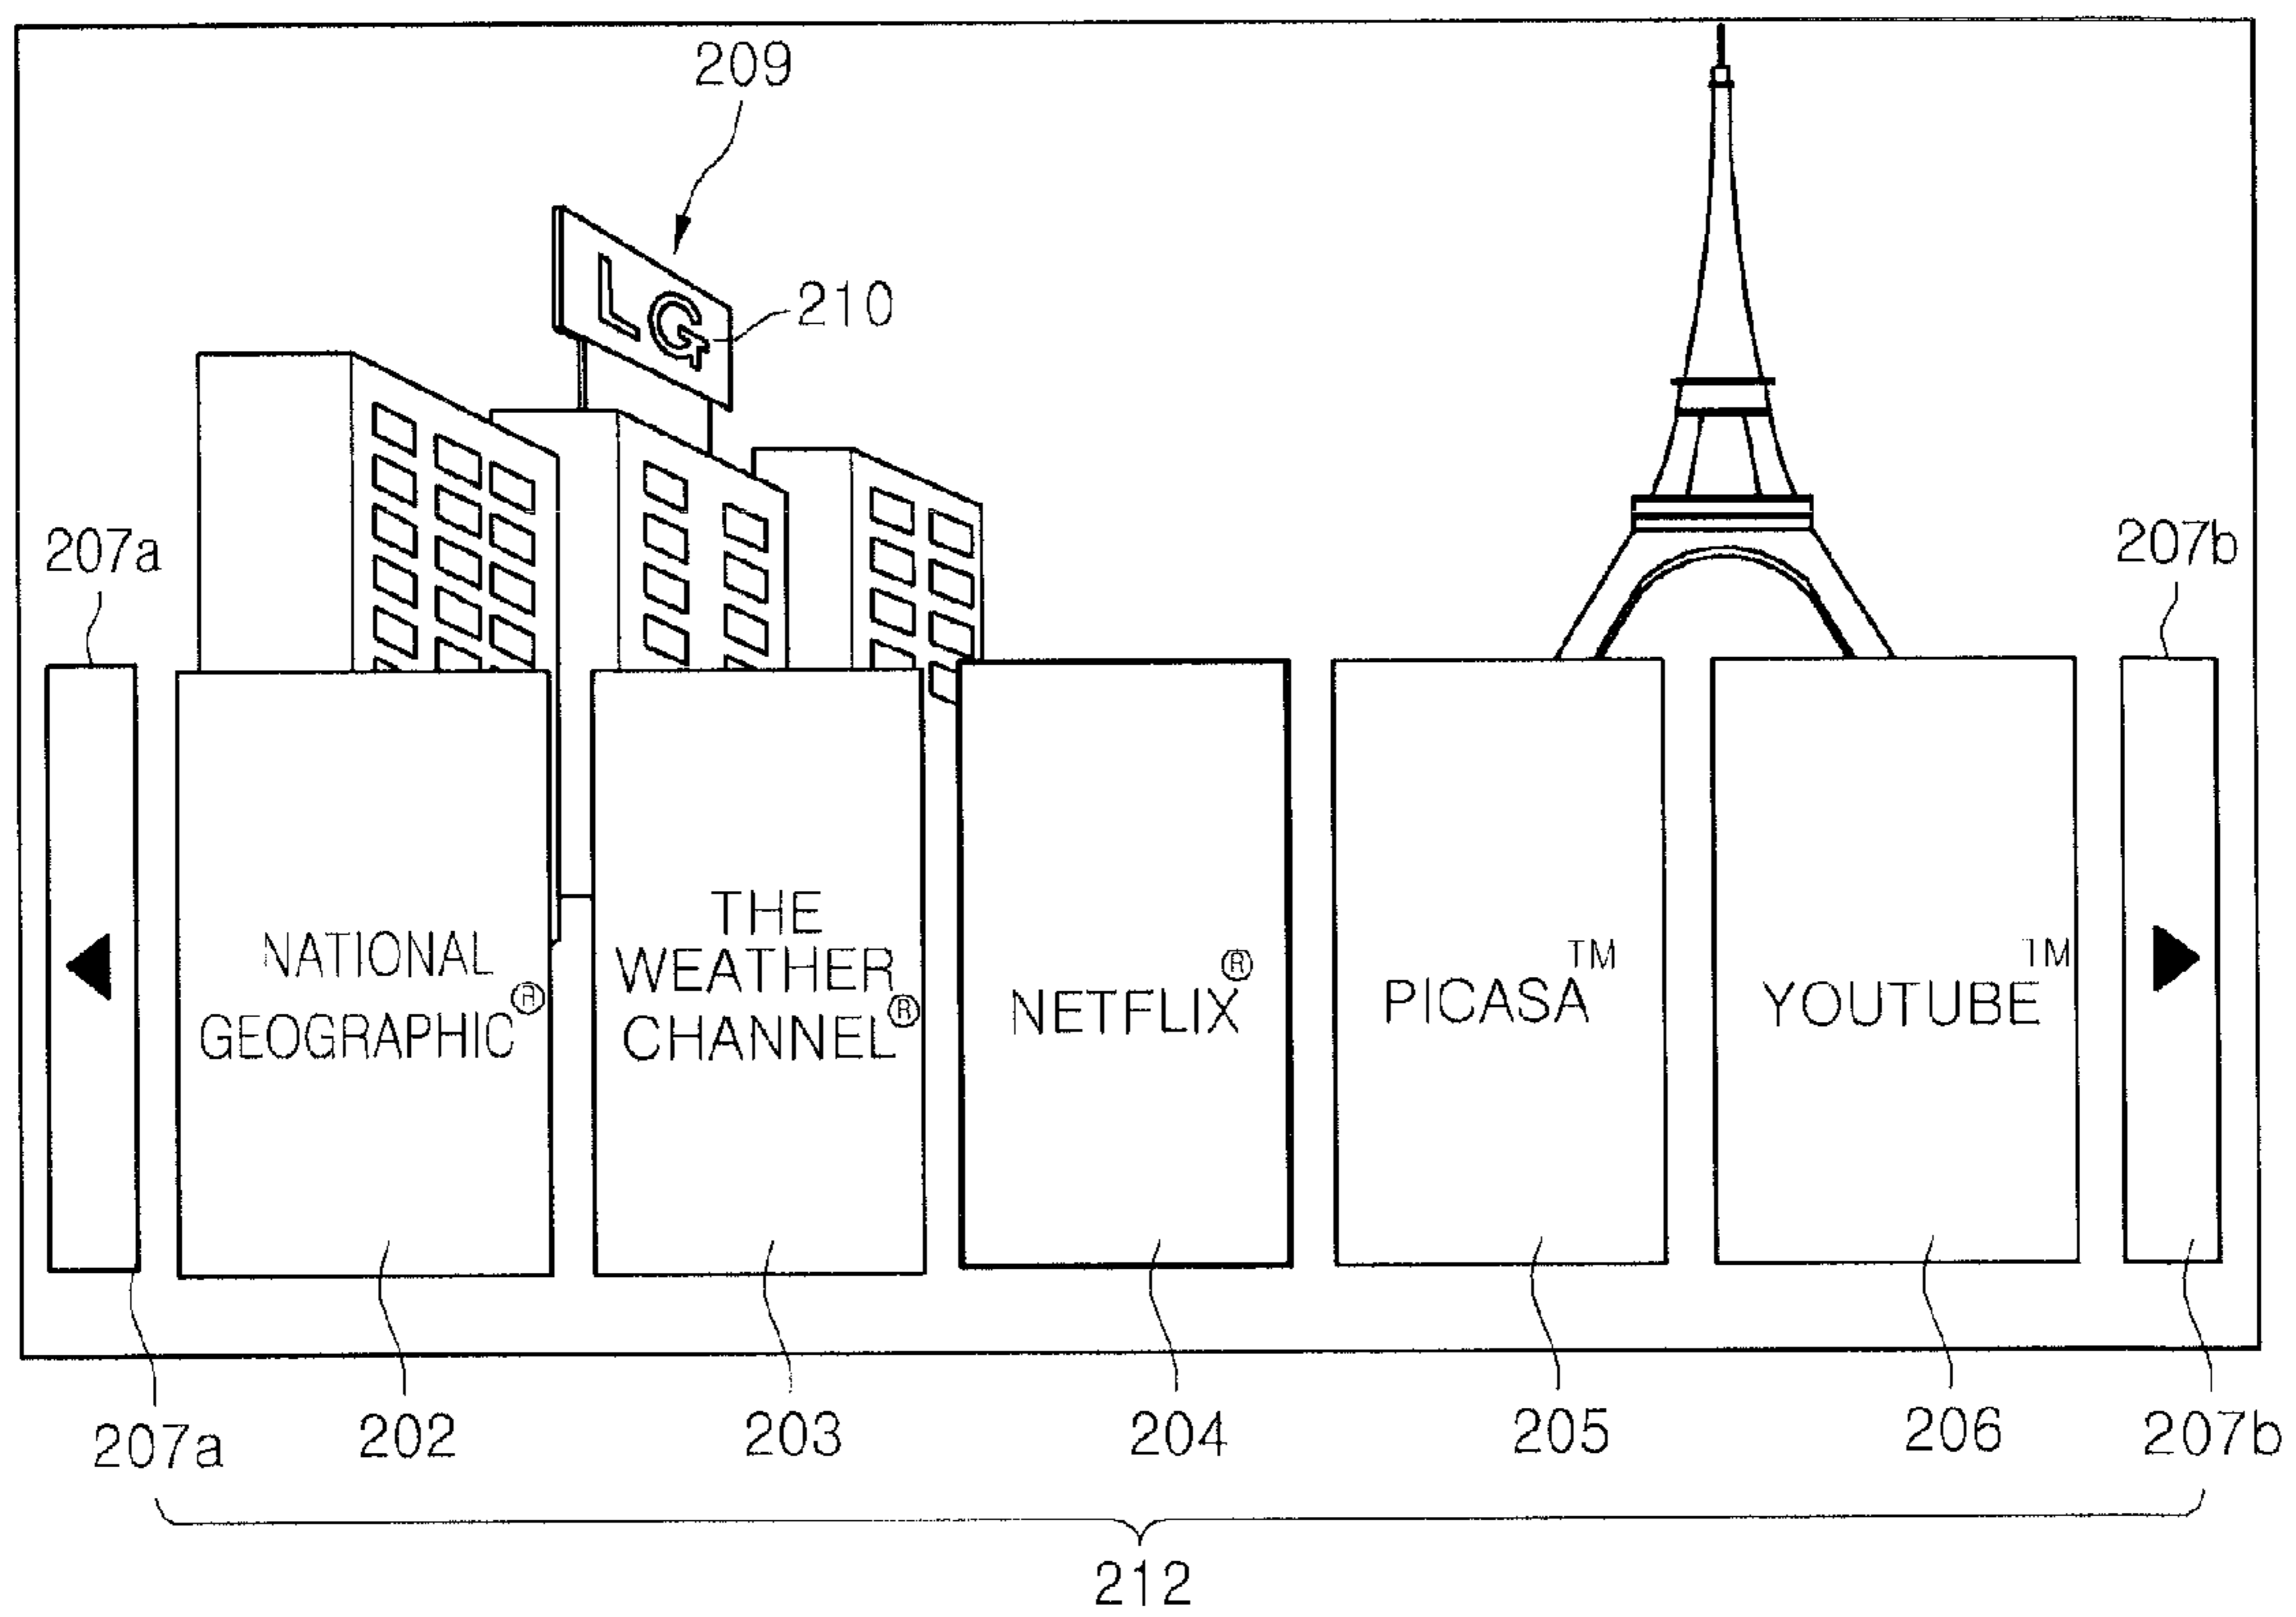 209
LG
210
207a
207b
NATIONAL
GEOGRAPHIC®
THE
WEATHER
CHANNEL®
NETFLIX®
PICASA™
YOUTUBE™
207a
202
203
204
205
206
207b
212